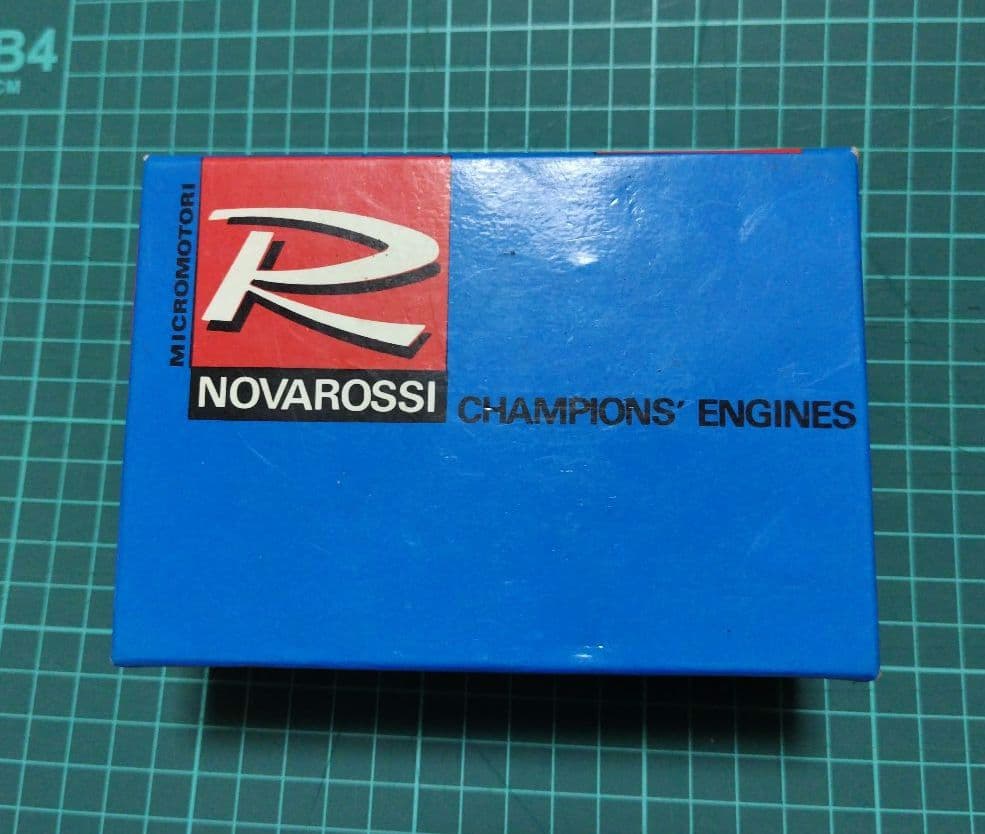 B4
CM
MICROMOTORI
R
NOVAROSSI
CHAMPIONS' ENGINES